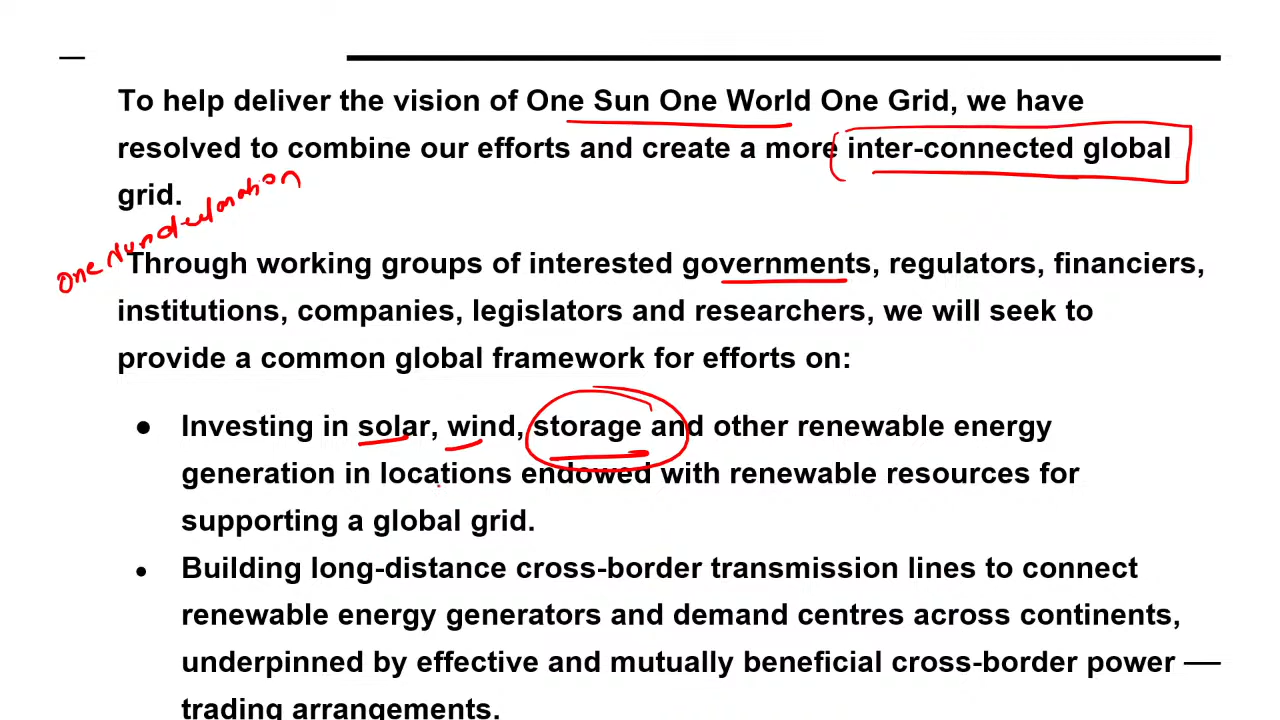 To help deliver the vision of One Sun One World One Grid, we have
resolved to combine our efforts and create a more inter-connected global
grid.
One Sun declaration
Through working groups of interested governments, regulators, financiers,
institutions, companies, legislators and researchers, we will seek to
provide a common global framework for efforts on:
● Investing in solar, wind, storage and other renewable energy
generation in locations endowed with renewable resources for
supporting a global grid.
● Building long-distance cross-border transmission lines to connect
renewable energy generators and demand centres across continents,
underpinned by effective and mutually beneficial cross-border power
trading arrangements.